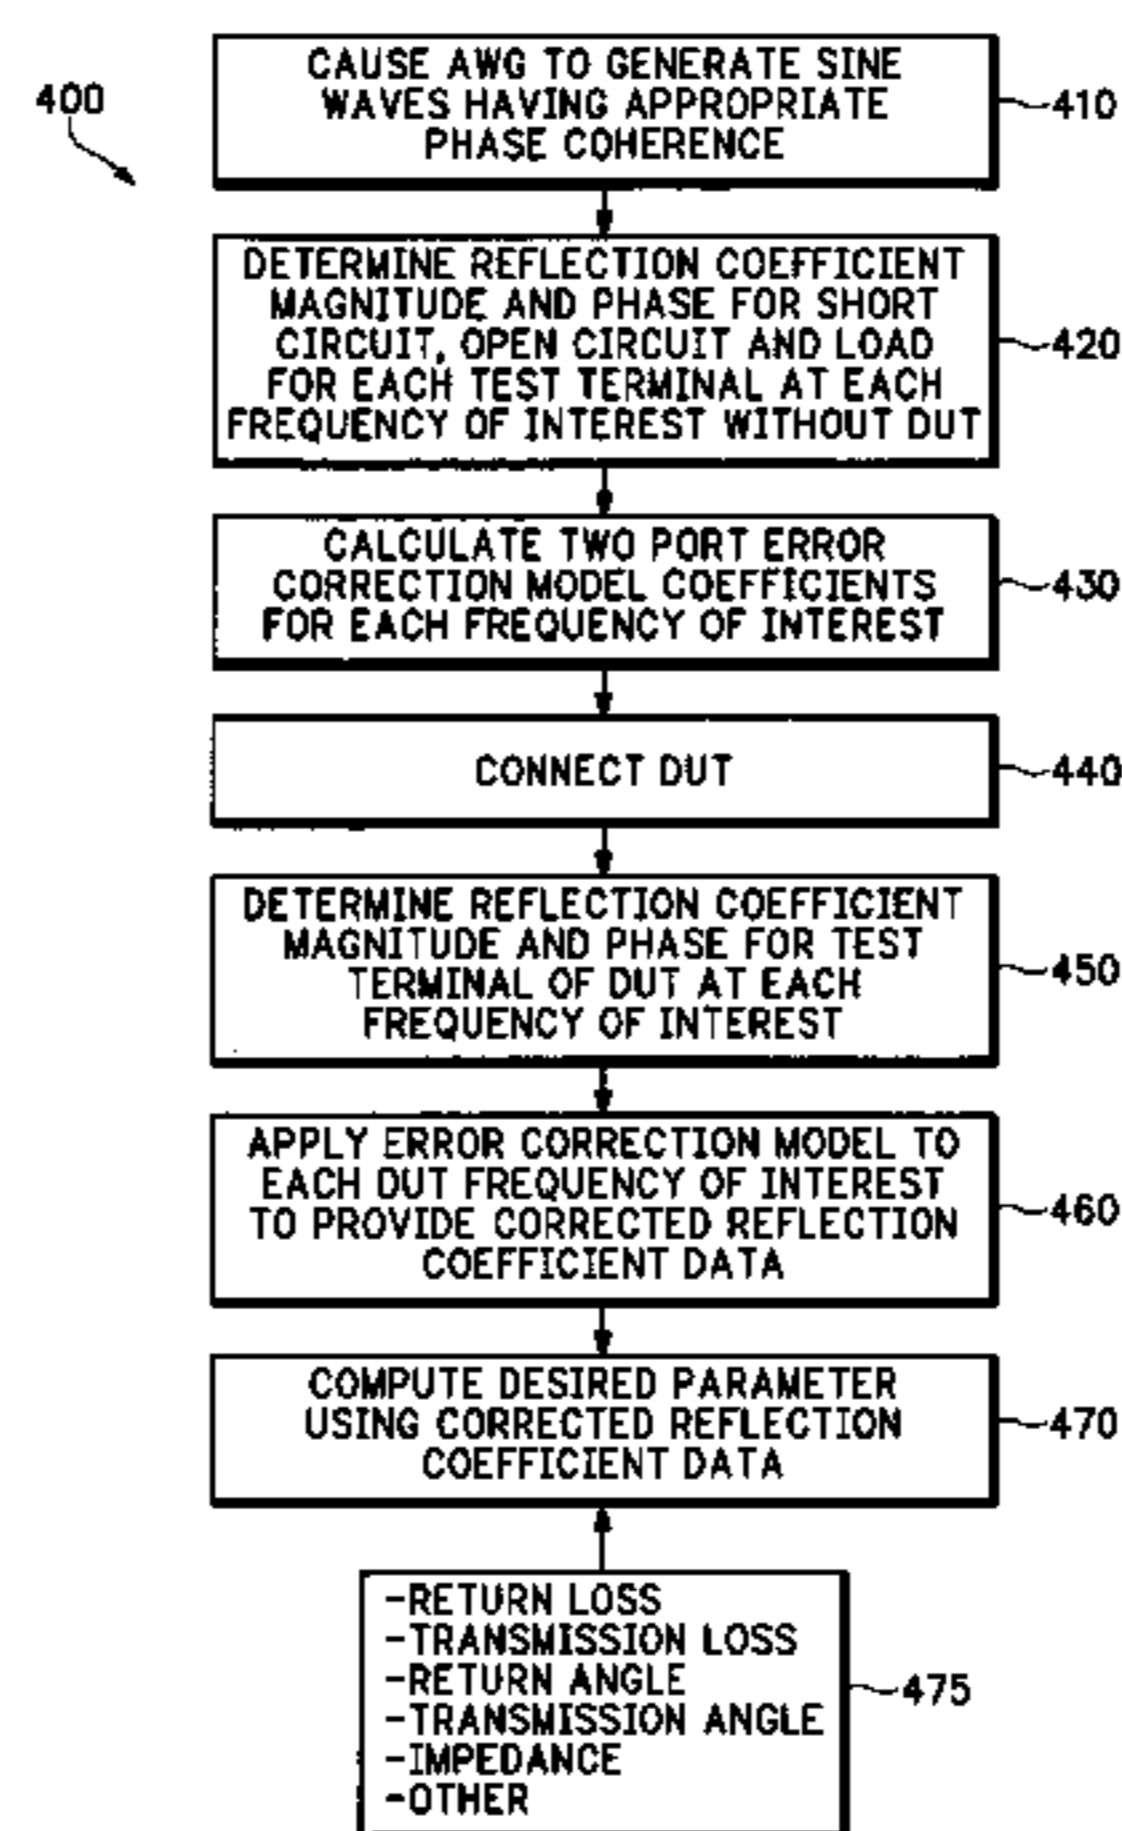 400
CAUSE AWG TO GENERATE SINE
WAVES HAVING APPROPRIATE
PHASE COHERENCE
410
DETERMINE REFLECTION COEFFICIENT
MAGNITUDE AND PHASE FOR SHORT
CIRCUIT, OPEN CIRCUIT AND LOAD
FOR EACH TEST TERMINAL AT EACH
FREQUENCY OF INTEREST WITHOUT DUT
420
CALCULATE TWO PORT ERROR
CORRECTION MODEL COEFFICIENTS
FOR EACH FREQUENCY OF INTEREST
430
CONNECT DUT
440
DETERMINE REFLECTION COEFFICIENT
MAGNITUDE AND PHASE FOR TEST
TERMINAL OF DUT AT EACH
FREQUENCY OF INTEREST
450
APPLY ERROR CORRECTION MODEL TO
EACH DUT FREQUENCY OF INTEREST
TO PROVIDE CORRECTED REFLECTION
COEFFICIENT DATA
460
COMPUTE DESIRED PARAMETER
USING CORRECTED REFLECTION
COEFFICIENT DATA
470
-RETURN LOSS
-TRANSMISSION LOSS
-RETURN ANGLE
-TRANSMISSION ANGLE
-IMPEDANCE
-OTHER
475